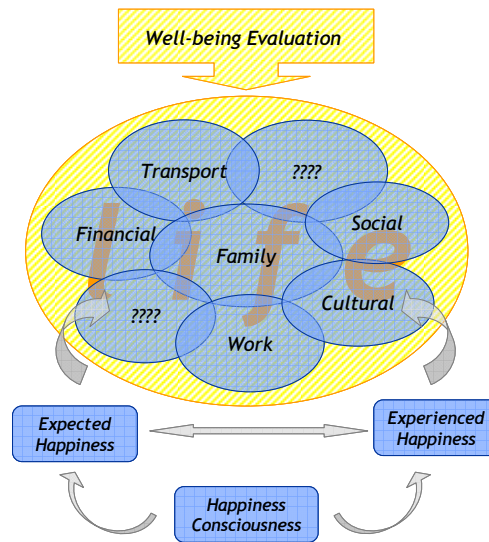 Well-being Evaluation
Transport
????
Social
Financial
Family
Cultural
????
Work
life
Expected
Happiness
Experienced
Happiness
Happiness
Consciousness